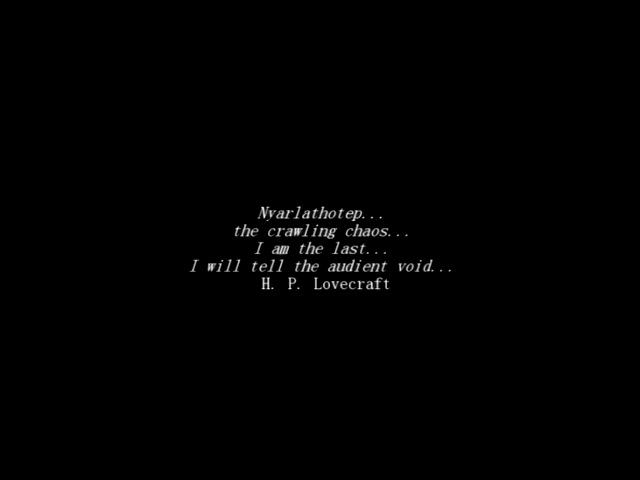 Nyarlathotep...
the crawling chaos...
I am the last...
I will tell the audient void...
H. P. Lovecraft